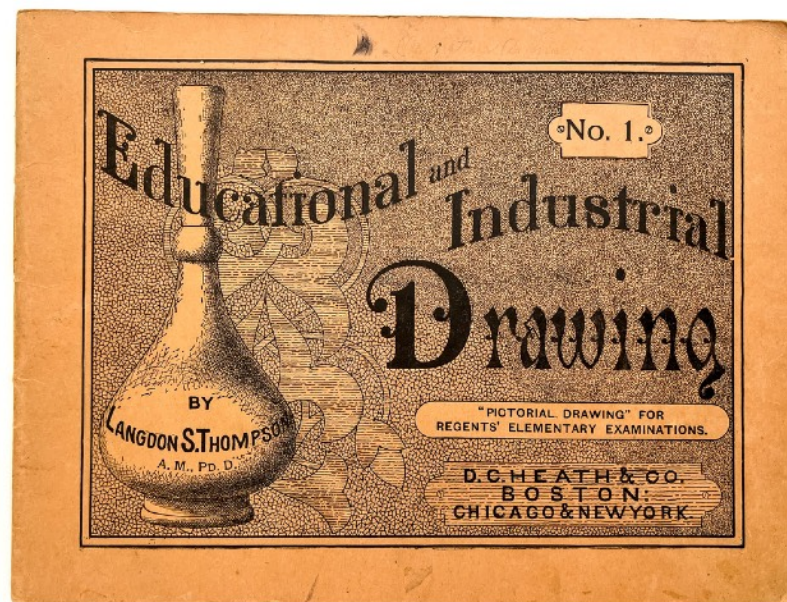 No. 1.
Educational and
Industrial
Drawing
BY
LANGDON S. THOMPSON
A. M., PD. D.
"PICTORIAL DRAWING" FOR
REGENTS' ELEMENTARY EXAMINATIONS.
D. C. HEATH & CO.
BOSTON:
CHICAGO & NEW YORK.